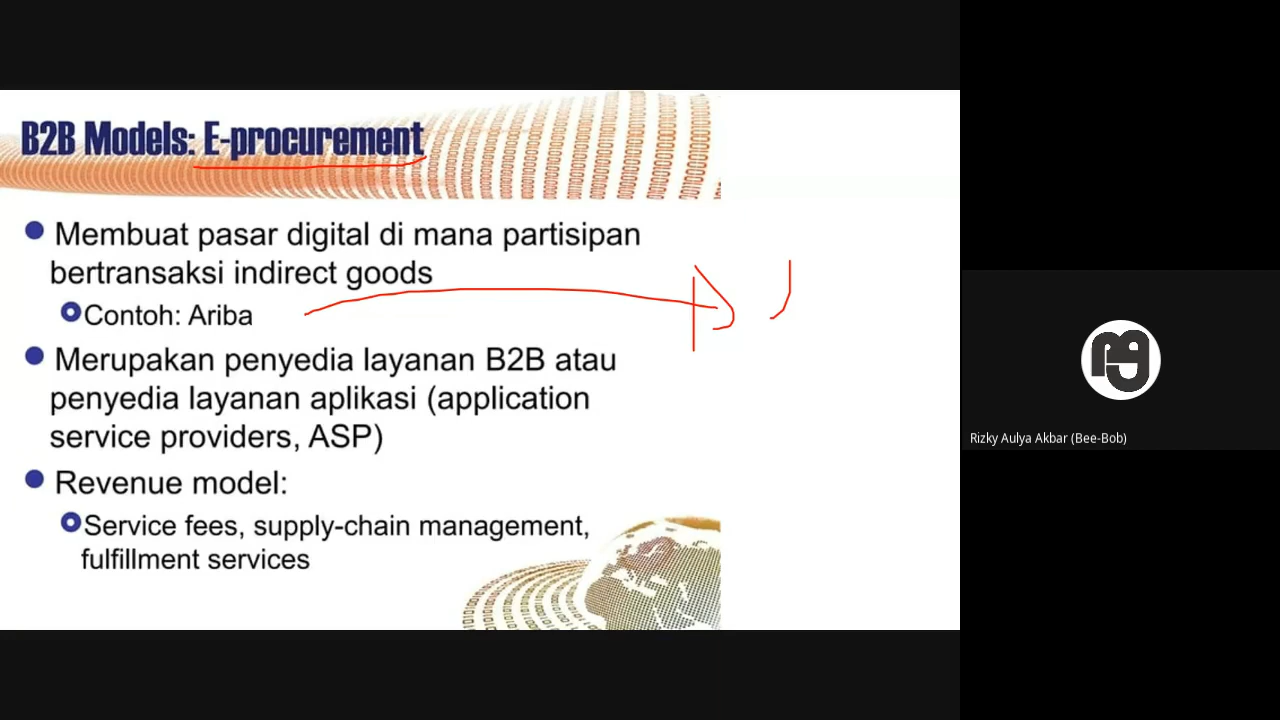 B2B Models: E-procurement
Membuat pasar digital di mana partisipan
bertransaksi indirect goods
Contoh: Ariba
Merupakan penyedia layanan B2B atau
penyedia layanan aplikasi (application
service providers, ASP)
Revenue model:
Service fees, supply-chain management,
fulfillment services
Rizky Aulya Akbar (Bee-Bob)